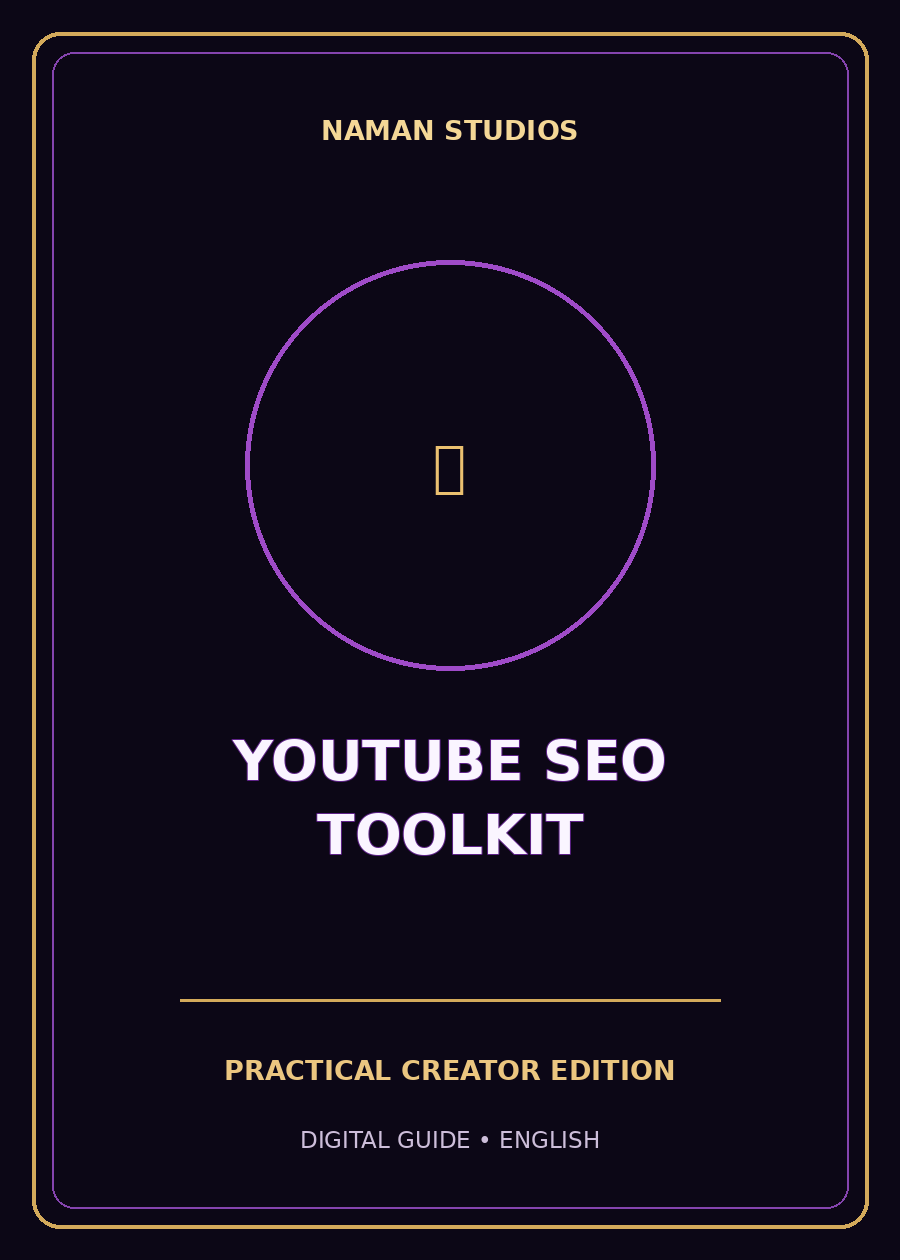 NAMAN STUDIOS
YOUTUBE SEO
TOOLKIT
PRACTICAL CREATOR EDITION
DIGITAL GUIDE • ENGLISH